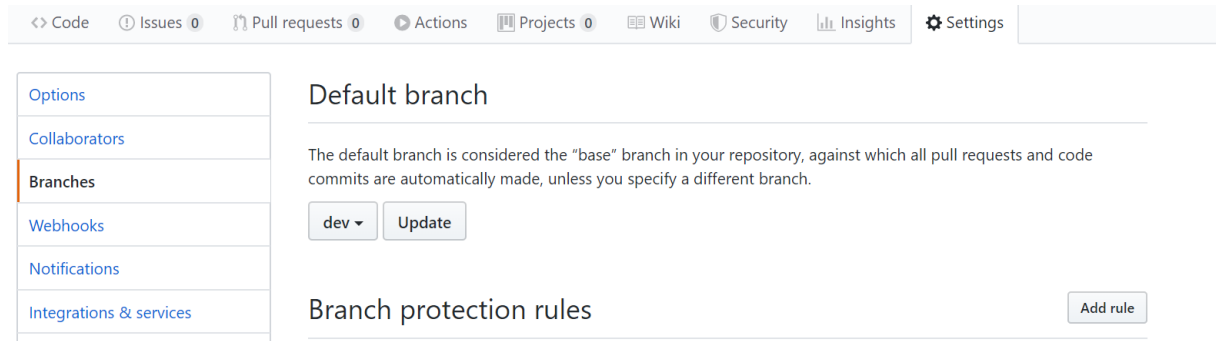 Code Issues 0 Pull requests 0 Actions Projects 0 Wiki Security Insights Settings
Options
Collaborators
Branches
Webhooks
Notifications
Integrations & services
Default branch
The default branch is considered the “base” branch in your repository, against which all pull requests and code
commits are automatically made, unless you specify a different branch.
dev Update
Branch protection rules Add rule